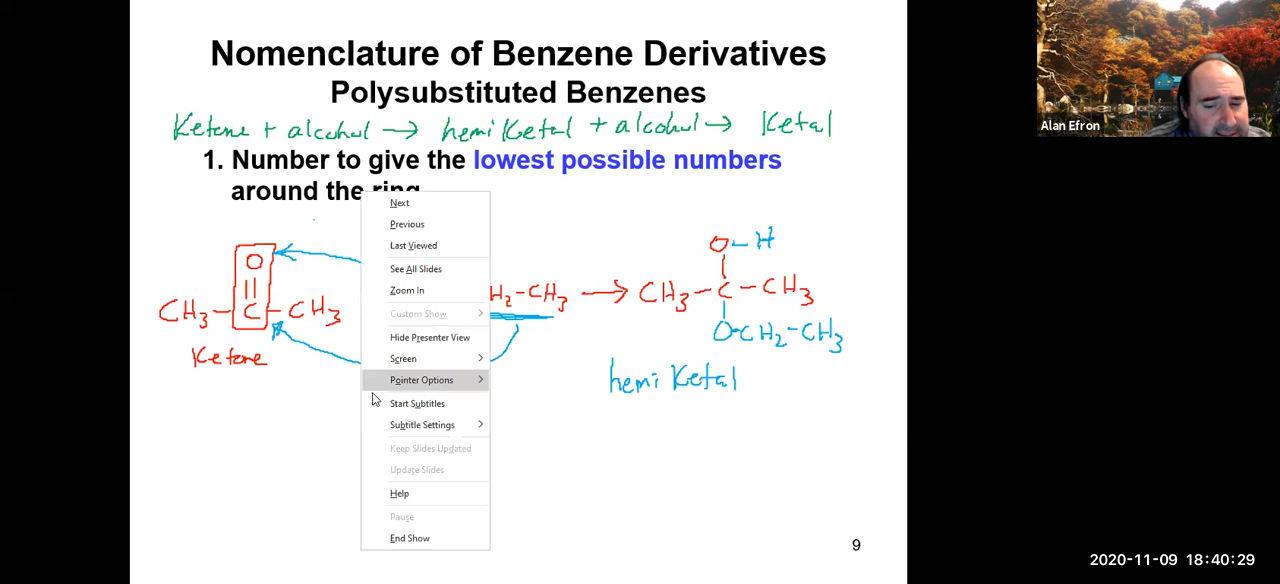 Nomenclature of Benzene Derivatives
Polysubstituted Benzenes
Ketone + alcohol → hemiKetal + alcohol → Ketal
1. Number to give the lowest possible numbers
around the ring
O
||
CH3-C-CH3
Ketone
H2-CH3 →
O-H
CH3-C-CH3
O-CH2-CH3
hemiKetal
Next
Previous
Last Viewed
See All Slides
Zoom In
Custom Show
Hide Presenter View
Screen
Pointer Options
Start Subtitles
Subtitle Settings
Keep Slides Updated
Update Slides
Help
Pause
End Show
9
Alan Efron
2020-11-09 18:40:29